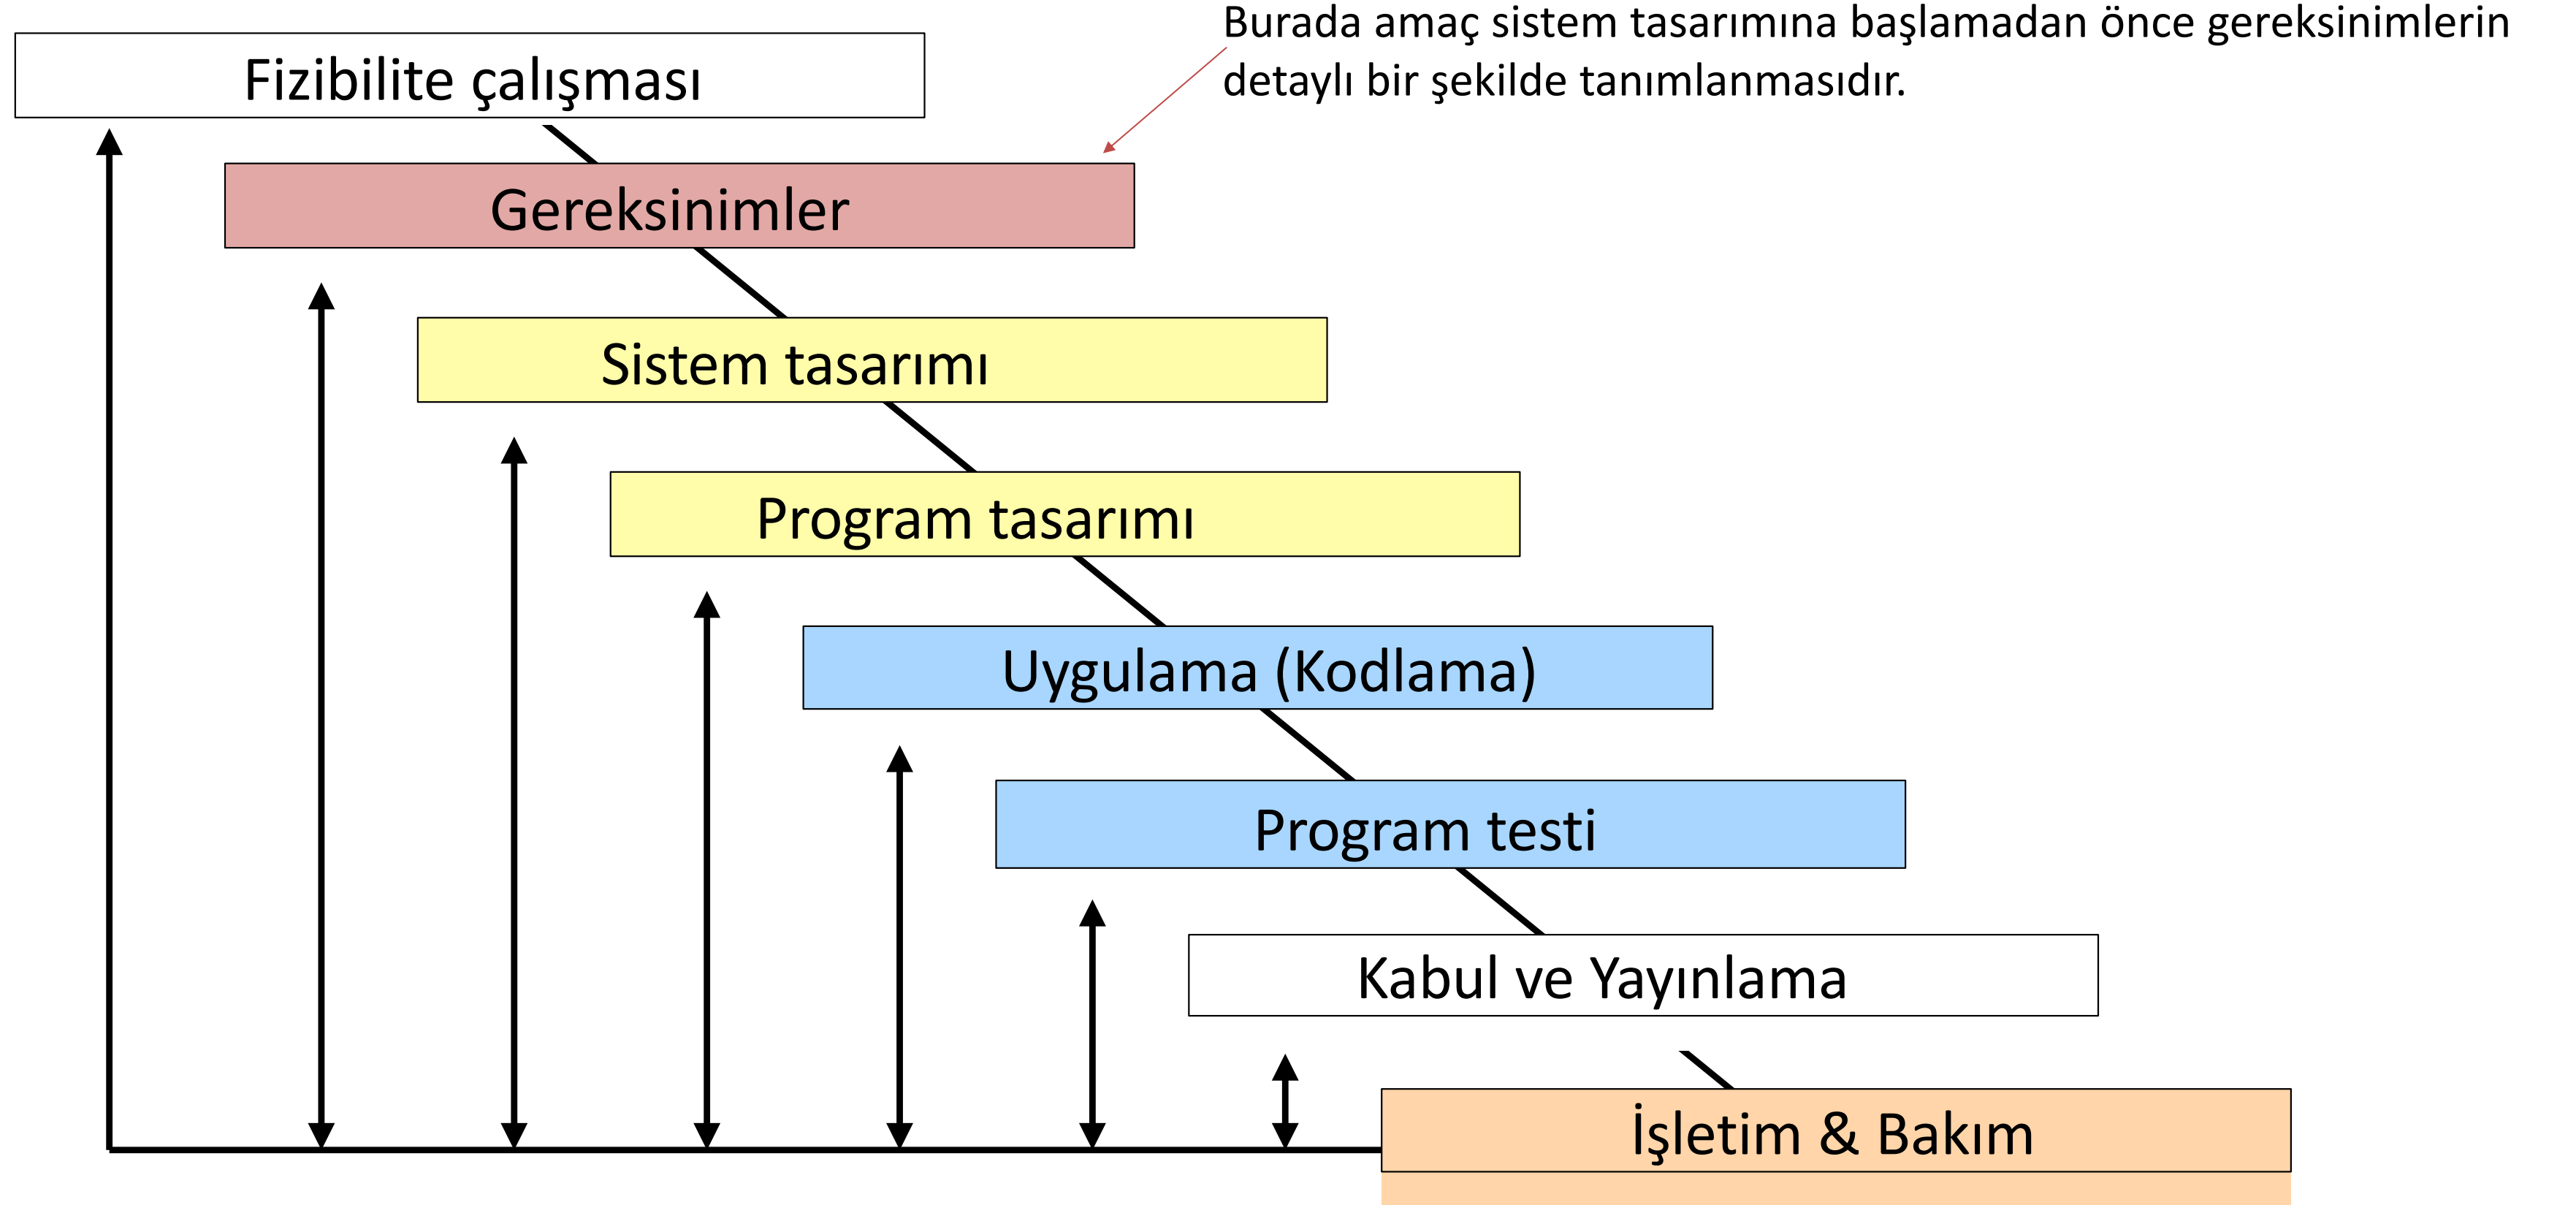 Burada amaç sistem tasarımına başlamadan önce gereksinimlerin
detaylı bir şekilde tanımlanmasıdır.
Fizibilite çalışması
Gereksinimler
Sistem tasarımı
Program tasarımı
Uygulama (Kodlama)
Program testi
Kabul ve Yayınlama
İşletim & Bakım